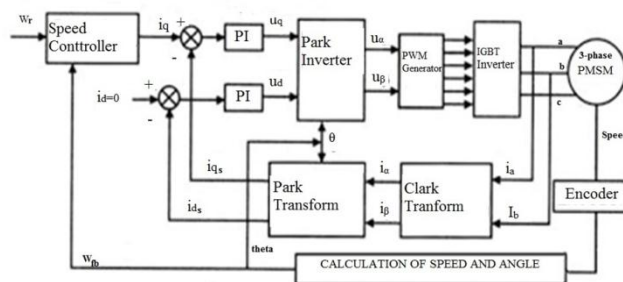 Wr
Speed
Conttroller
iq
+
-
PI
uq
Park
Inverter
uα
uβ
PWM
Generator
IGBT
Inverter
a
b
c
3-phase
PMSM
id=0
+
-
PI
ud
θ
Speed
iqs
ids
Park
Transform
iα
iβ
Clark
Tranform
ia
Ib
Encoder
Wfb
theta
CALCULATION OF SPEED AND ANGLE